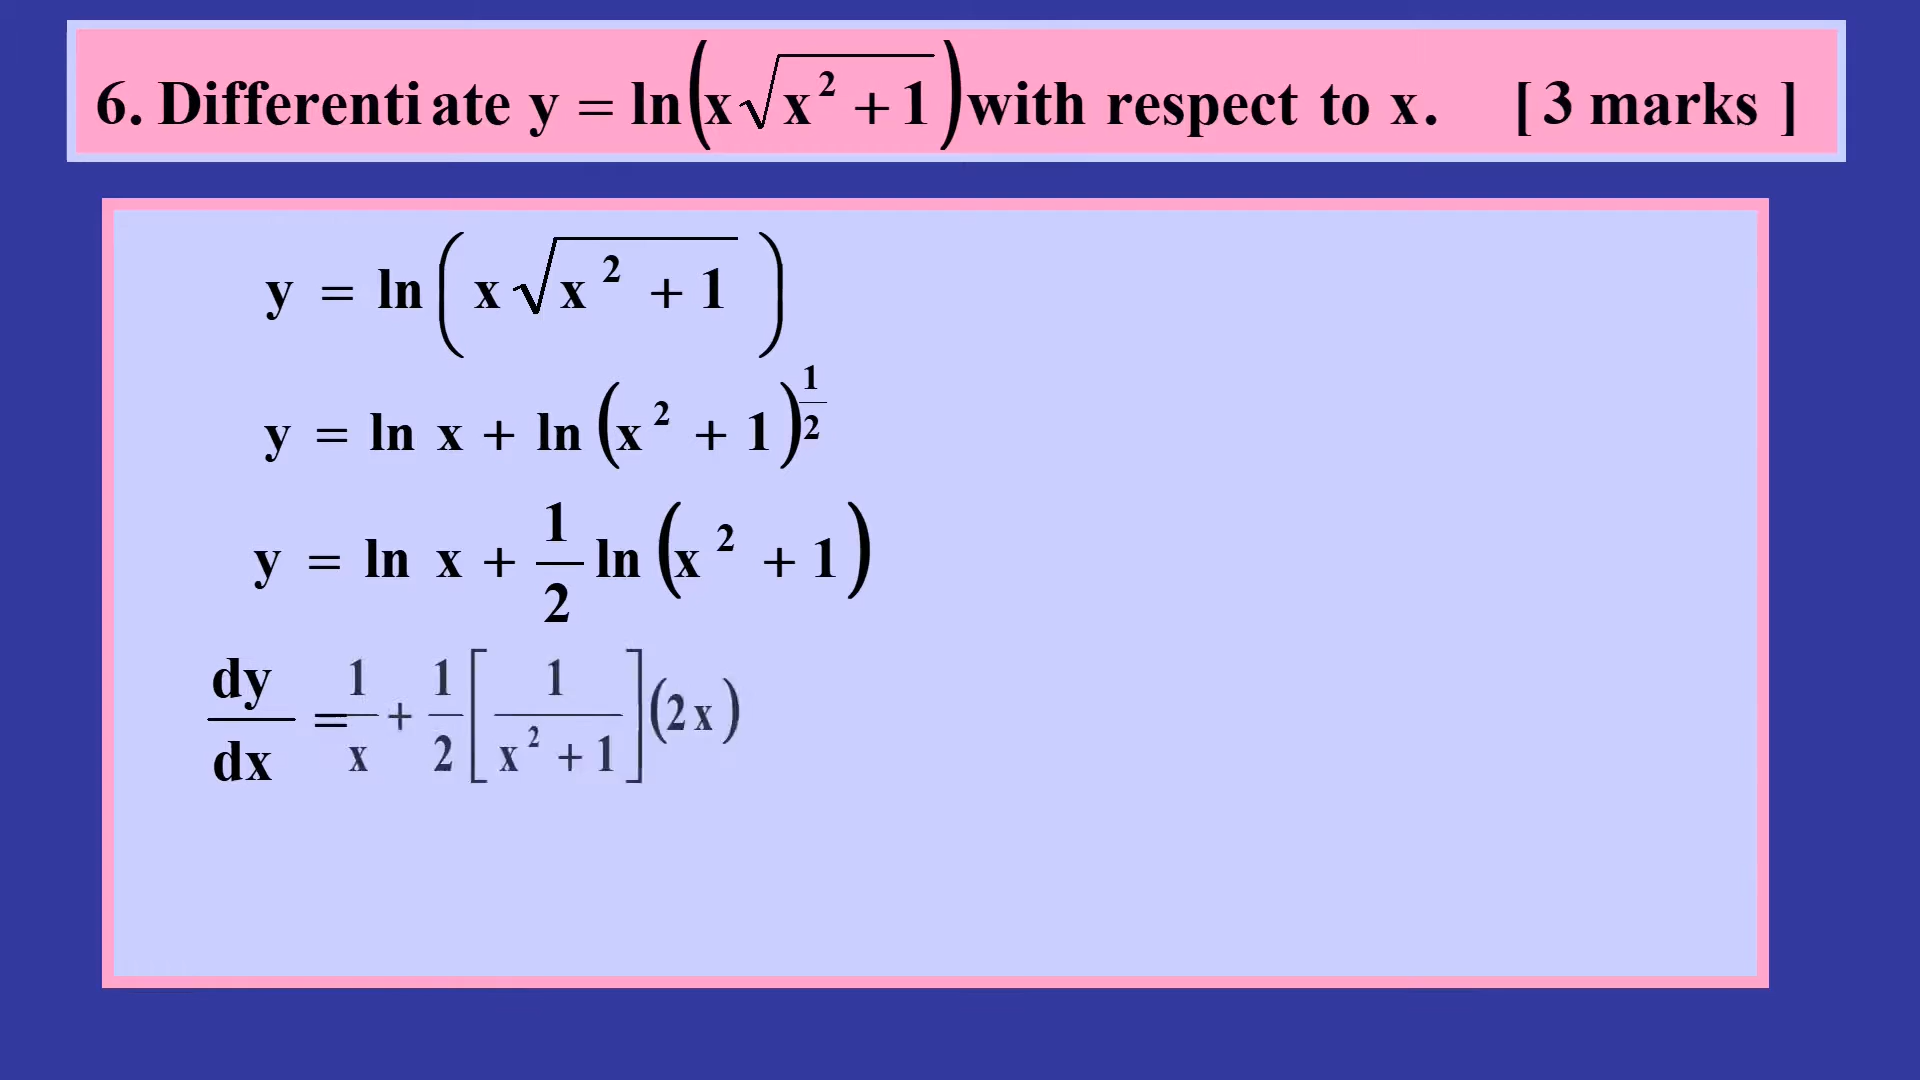 6. Differentiate y = ln(x√(x² + 1)) with respect to x. [ 3 marks ]
y = ln( x√(x² + 1) )
y = ln x + ln (x² + 1)^(1/2)
y = ln x + 1/2 ln (x² + 1)
dy/dx = 1/x + 1/2 [ 1/(x² + 1) ] (2x)